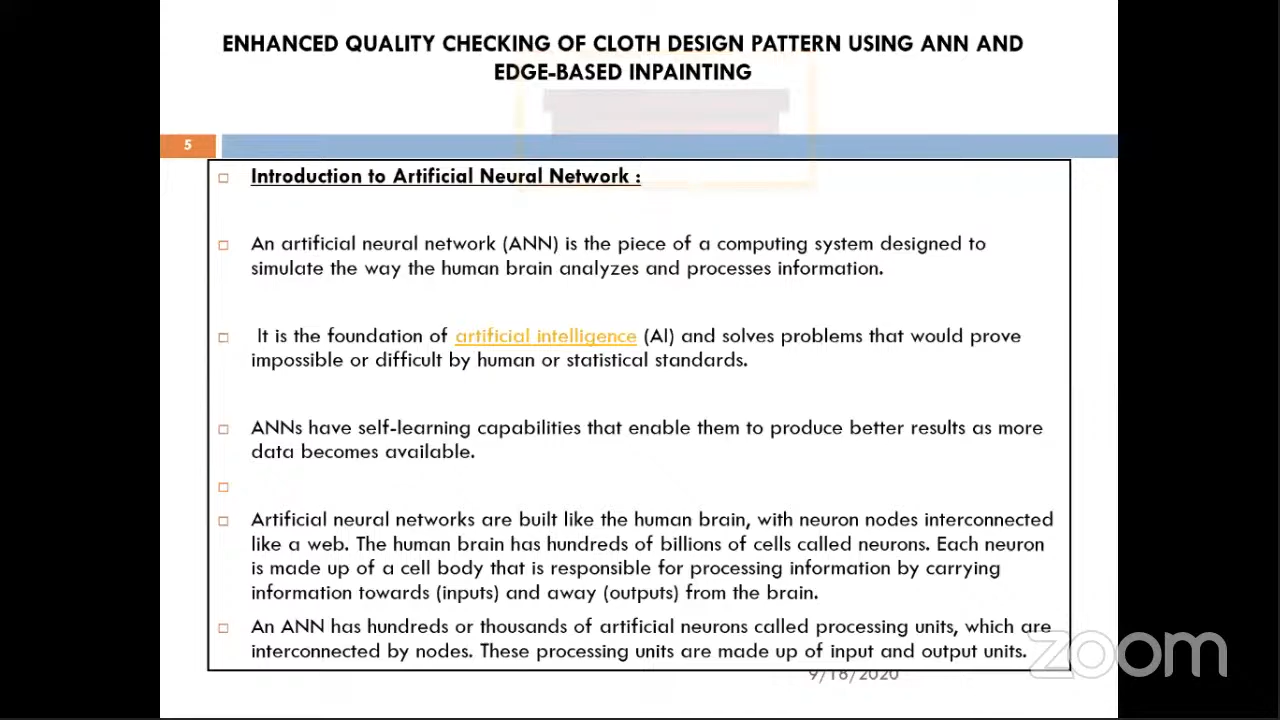 ENHANCED QUALITY CHECKING OF CLOTH DESIGN PATTERN USING ANN AND
EDGE-BASED INPAINTING
5
Introduction to Artificial Neural Network :
An artificial neural network (ANN) is the piece of a computing system designed to
simulate the way the human brain analyzes and processes information.
It is the foundation of artificial intelligence (AI) and solves problems that would prove
impossible or difficult by human or statistical standards.
ANNs have self-learning capabilities that enable them to produce better results as more
data becomes available.
Artificial neural networks are built like the human brain, with neuron nodes interconnected
like a web. The human brain has hundreds of billions of cells called neurons. Each neuron
is made up of a cell body that is responsible for processing information by carrying
information towards (inputs) and away (outputs) from the brain.
An ANN has hundreds or thousands of artificial neurons called processing units, which are
interconnected by nodes. These processing units are made up of input and output units.
zoom
9/18/2020